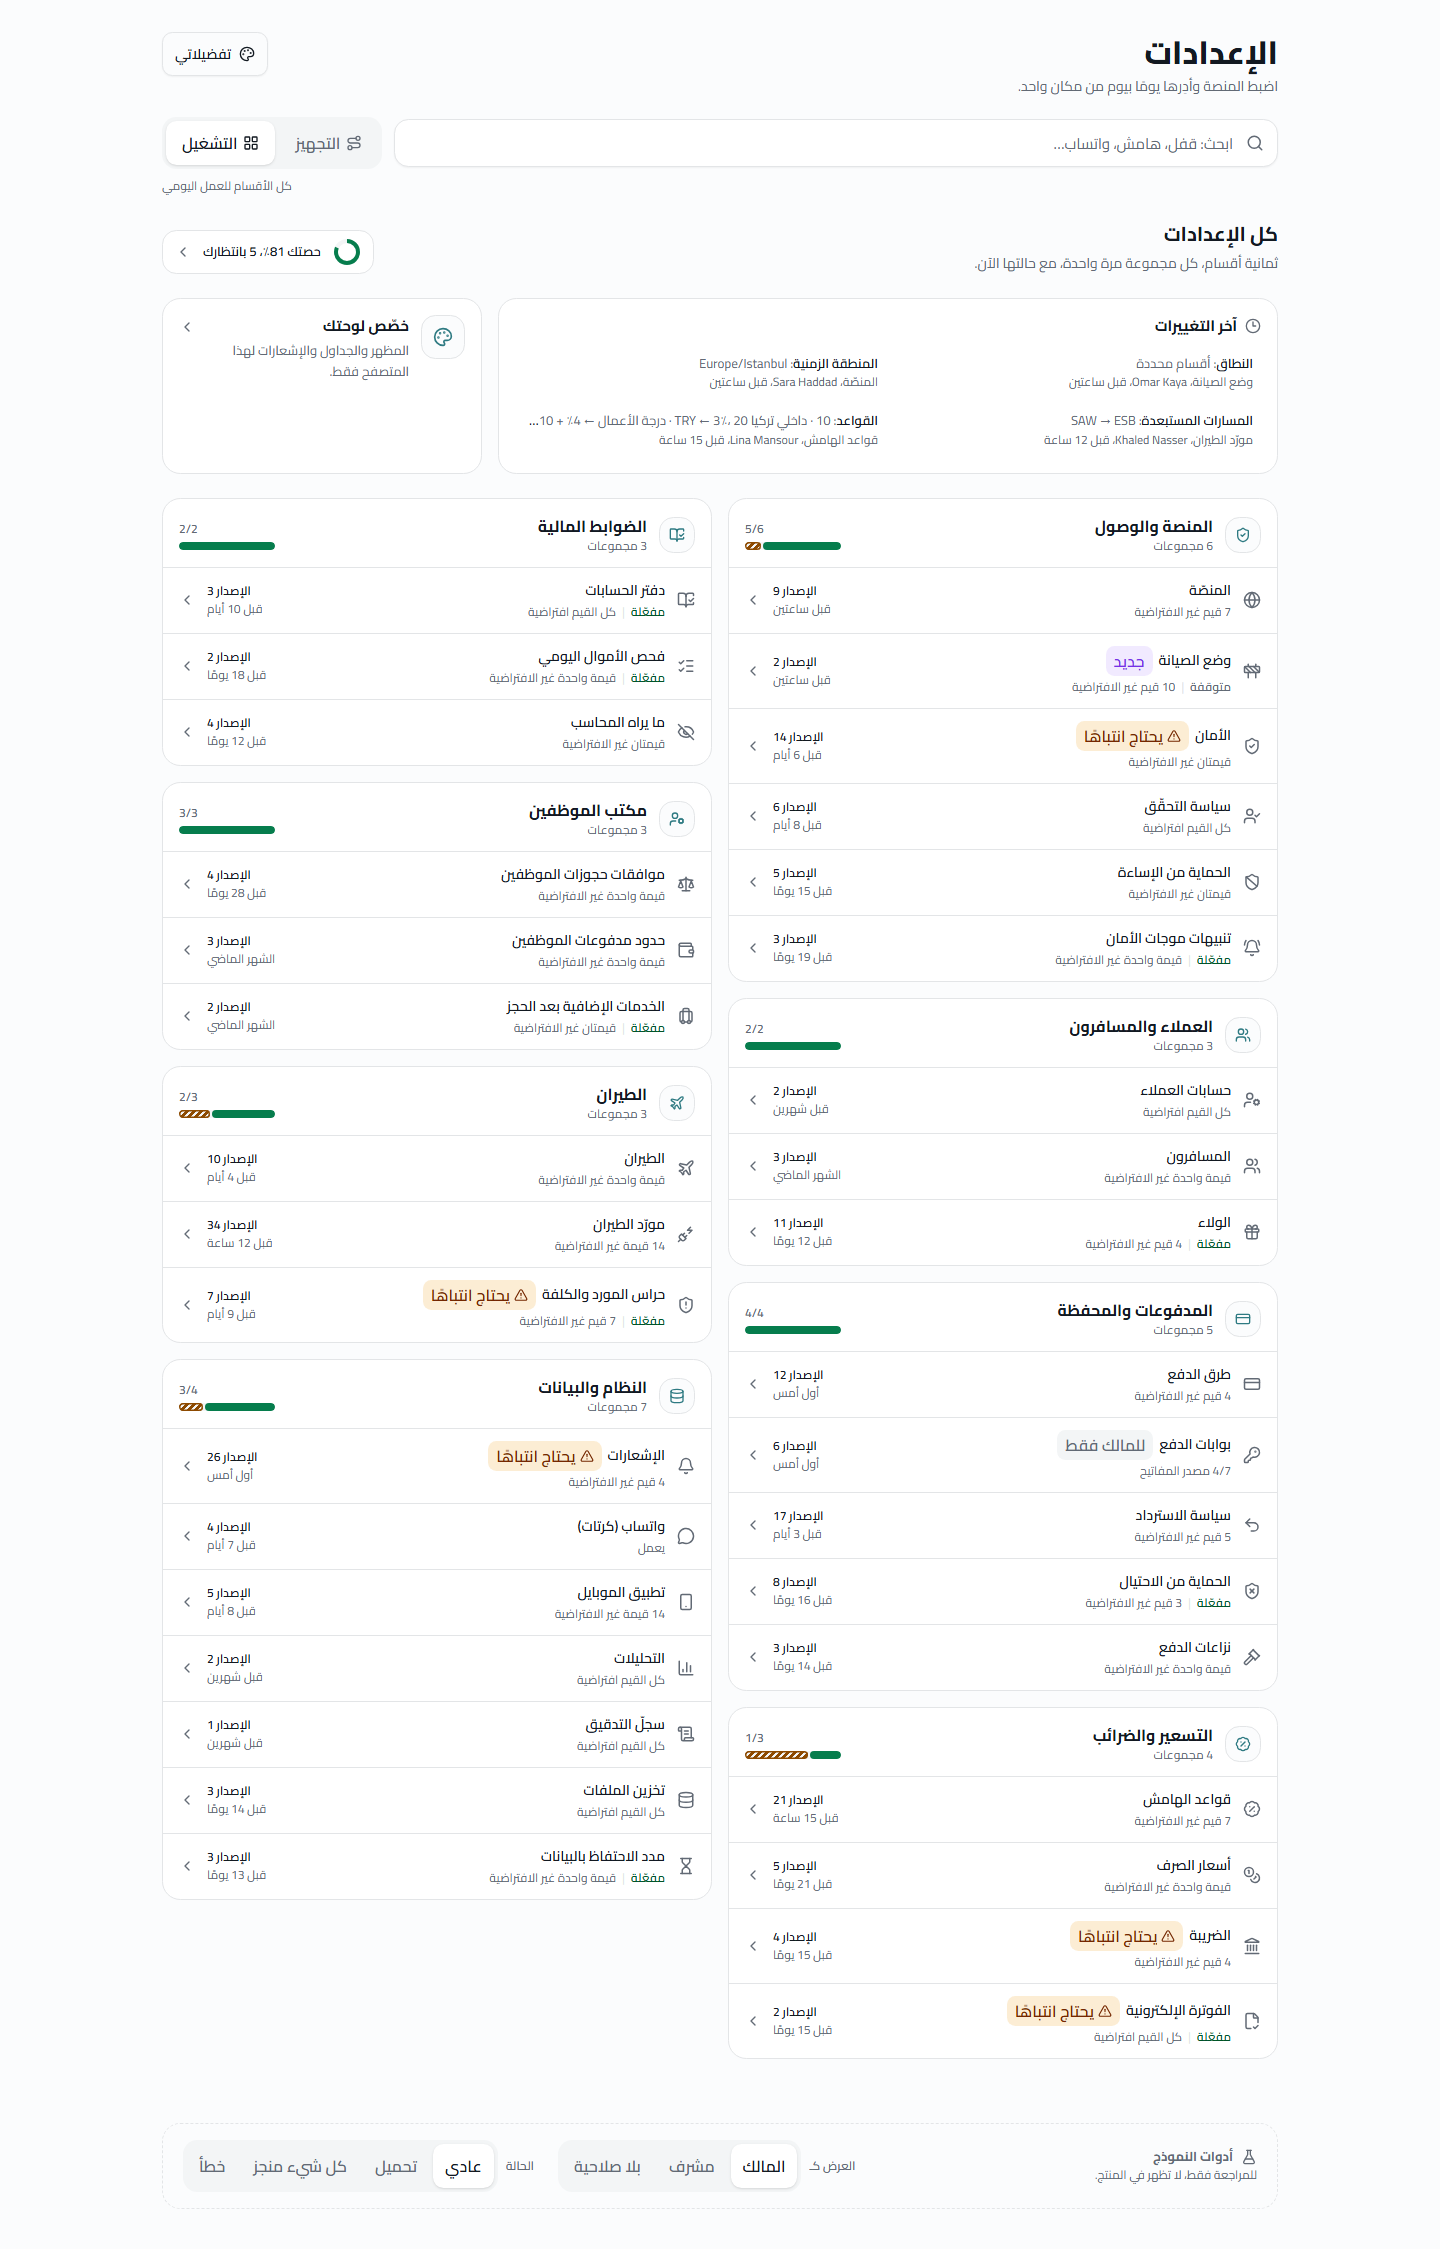 الإعدادات
اضبط المنصة وأدِرها يومًا بيوم من مكان واحد.
تفضيلاتي
ابحث: قفل، هامش، واتساب...
التجهيز
التشغيل
كل الأقسام للعمل اليومي
كل الإعدادات
ثمانية أقسام، كل مجموعة مرة واحدة، مع حالتها الآن.
حصتك 81٪، 5 بانتظارك
آخر التغييرات
النطاق: أقسام محددة
وضع الصيانة، Omar Kaya، قبل ساعتين
المنطقة الزمنية: Europe/Istanbul
المنصّة، Sara Haddad، قبل ساعتين
المسارات المستبعدة: SAW → ESB
مورّد الطيران، Khaled Nasser، قبل 12 ساعة
القواعد: 10 · داخلي تركيا 20 TRY ← 3٪، · درجة الأعمال ← 4٪ + 10...
قواعد الهامش، Lina Mansour، قبل 15 ساعة
خصّص لوحتك
المظهر والجداول والإشعارات لهذا
المتصفح فقط.
المنصة والوصول
6 مجموعات
5/6
المنصّة
7 قيم غير الافتراضية
الإصدار 9
قبل ساعتين
وضع الصيانة
جديد
متوقفة | 10 قيم غير الافتراضية
الإصدار 2
قبل ساعتين
الأمان
يحتاج انتباهًا
قيمتان غير الافتراضية
الإصدار 14
قبل 6 أيام
سياسة التحقّق
كل القيم افتراضية
الإصدار 6
قبل 8 أيام
الحماية من الإساءة
قيمتان غير الافتراضية
الإصدار 5
قبل 15 يومًا
تنبيهات موجات الأمان
مفعّلة | قيمة واحدة غير الافتراضية
الإصدار 3
قبل 19 يومًا
العملاء والمسافرون
3 مجموعات
2/2
حسابات العملاء
كل القيم افتراضية
الإصدار 2
قبل شهرين
المسافرون
قيمة واحدة غير الافتراضية
الإصدار 3
الشهر الماضي
الولاء
مفعّلة | 4 قيم غير الافتراضية
الإصدار 11
قبل 12 يومًا
المدفوعات والمحفظة
5 مجموعات
4/4
طرق الدفع
4 قيم غير الافتراضية
الإصدار 12
أول أمس
بوابات الدفع
للمالك فقط
4/7 مصدر المفاتيح
الإصدار 6
أول أمس
سياسة الاسترداد
5 قيم غير الافتراضية
الإصدار 17
قبل 3 أيام
الحماية من الاحتيال
مفعّلة | 3 قيم غير الافتراضية
الإصدار 8
قبل 16 يومًا
نزاعات الدفع
قيمة واحدة غير الافتراضية
الإصدار 3
قبل 14 يومًا
التسعير والضرائب
4 مجموعات
1/3
قواعد الهامش
7 قيم غير الافتراضية
الإصدار 21
قبل 15 ساعة
أسعار الصرف
قيمة واحدة غير الافتراضية
الإصدار 5
قبل 21 يومًا
الضريبة
يحتاج انتباهًا
4 قيم غير الافتراضية
الإصدار 4
قبل 15 يومًا
الفوترة الإلكترونية
يحتاج انتباهًا
مفعّلة | كل القيم افتراضية
الإصدار 2
قبل 15 يومًا
الضوابط المالية
3 مجموعات
2/2
دفتر الحسابات
مفعّلة | كل القيم افتراضية
الإصدار 3
قبل 10 أيام
فحص الأموال اليومي
مفعّلة | قيمة واحدة غير الافتراضية
الإصدار 2
قبل 18 يومًا
ما يراه المحاسب
قيمتان غير الافتراضية
الإصدار 4
قبل 12 يومًا
مكتب الموظفين
3 مجموعات
3/3
موافقات حجوزات الموظفين
قيمة واحدة غير الافتراضية
الإصدار 4
قبل 28 يومًا
حدود مدفوعات الموظفين
قيمة واحدة غير الافتراضية
الإصدار 3
الشهر الماضي
الخدمات الإضافية بعد الحجز
مفعّلة | قيمتان غير الافتراضية
الإصدار 2
الشهر الماضي
الطيران
3 مجموعات
2/3
الطيران
قيمة واحدة غير الافتراضية
الإصدار 10
قبل 4 أيام
مورّد الطيران
14 قيمة غير الافتراضية
الإصدار 34
قبل 12 ساعة
حراس المورد والكلفة
يحتاج انتباهًا
مفعّلة | 7 قيم غير الافتراضية
الإصدار 7
قبل 9 أيام
النظام والبيانات
7 مجموعات
3/4
الإشعارات
يحتاج انتباهًا
4 قيم غير الافتراضية
الإصدار 26
أول أمس
واتساب (كرتات)
يعمل
الإصدار 4
قبل 7 أيام
تطبيق الموبايل
14 قيمة غير الافتراضية
الإصدار 5
قبل 8 أيام
التحليلات
كل القيم افتراضية
الإصدار 2
قبل شهرين
سجلّ التدقيق
كل القيم افتراضية
الإصدار 1
قبل شهرين
تخزين الملفات
كل القيم افتراضية
الإصدار 3
قبل 14 يومًا
مدد الاحتفاظ بالبيانات
مفعّلة | قيمة واحدة غير الافتراضية
الإصدار 3
قبل 13 يومًا
أدوات النموذج
للمراجعة فقط، لا تظهر في المنتج.
العرض كـ
المالك
مشرف
بلا صلاحية
الحالة
عادي
تحميل
كل شيء منجز
خطأ